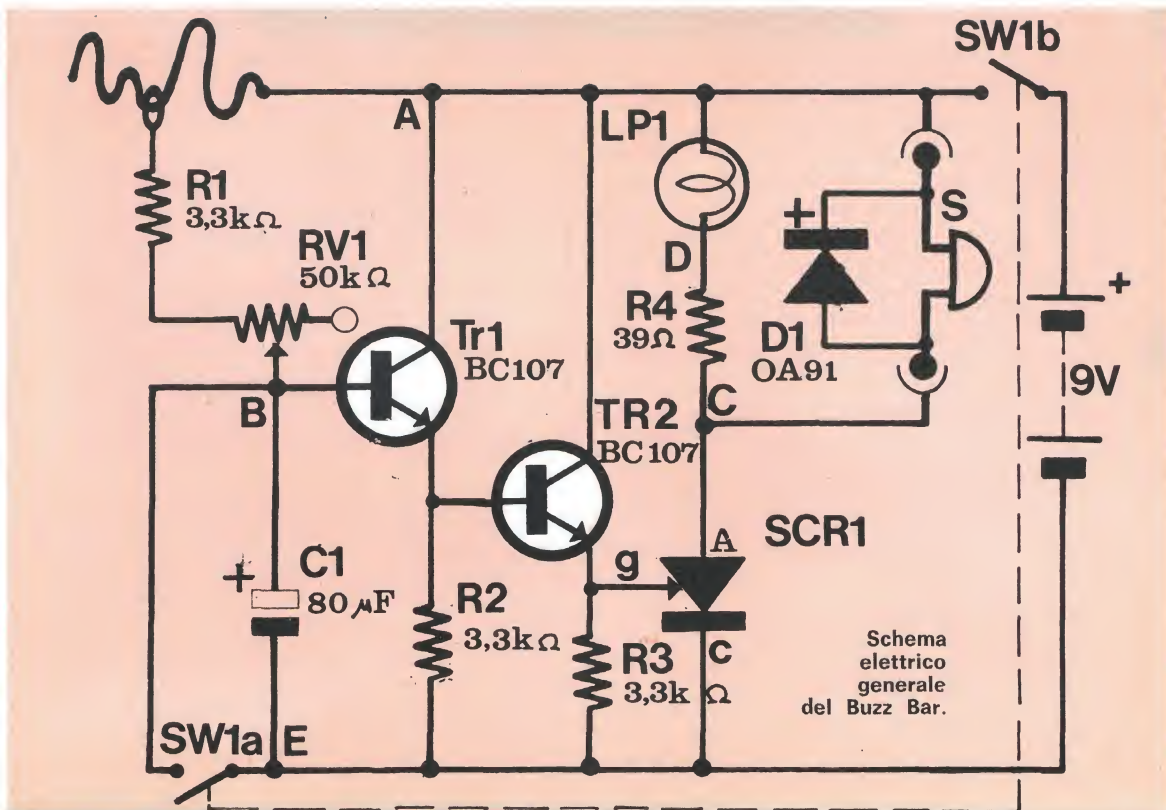 SW1b
A
LP1
R1
3,3kΩ
RV1
50kΩ
+
S
D
Tr1
BC107
R4
39Ω
D1
OA91
+
9V
B
C
TR2
BC107
A
SCR1
g
+
C1
80μF
R2
3,3kΩ
R3
3,3k Ω
C
Schema
elettrico
generale
del Buzz Bar.
SW1a
E